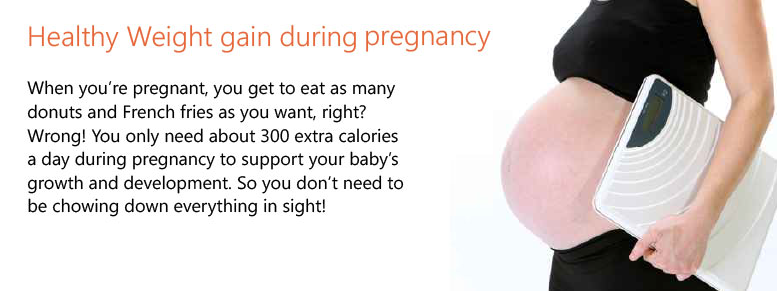 Healthy Weight gain during pregnancy
When you’re pregnant, you get to eat as many
donuts and French fries as you want, right?
Wrong! You only need about 300 extra calories
a day during pregnancy to support your baby’s
growth and development. So you don’t need to
be chowing down everything in sight!